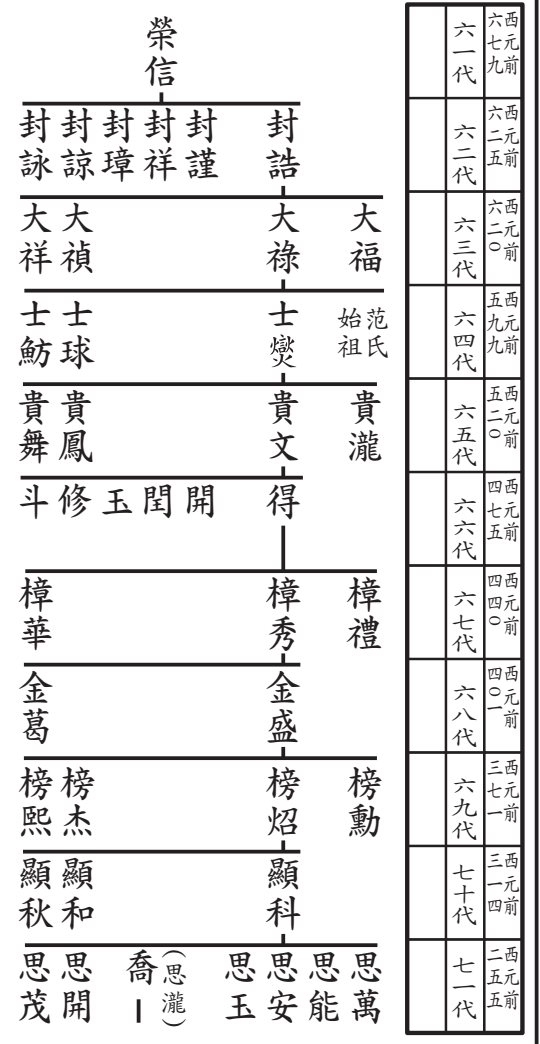 西元前六七九
六一代
榮信
西元前六二五
六二代
封誥
封謹
封祥
封璋
封諒
封詠
西元前六二○
六三代
大福
大祿
大禎
大祥
西元前五九九
六四代
范氏始祖
士燮
士球
士魴
西元前五二○
六五代
貴瀧
貴文
貴鳳
貴舞
西元前四七五
六六代
得
開
閏
玉
修
斗
西元前四四○
六七代
樟禮
樟秀
樟華
西元前四○一
六八代
金盛
金葛
西元前三七一
六九代
榜勳
榜炤
榜杰
榜熙
西元前三一四
七十代
顯科
顯和
顯秋
西元前二五五
七一代
思萬
思能
思安
思玉
(思瀧)
喬ー
思開
思茂